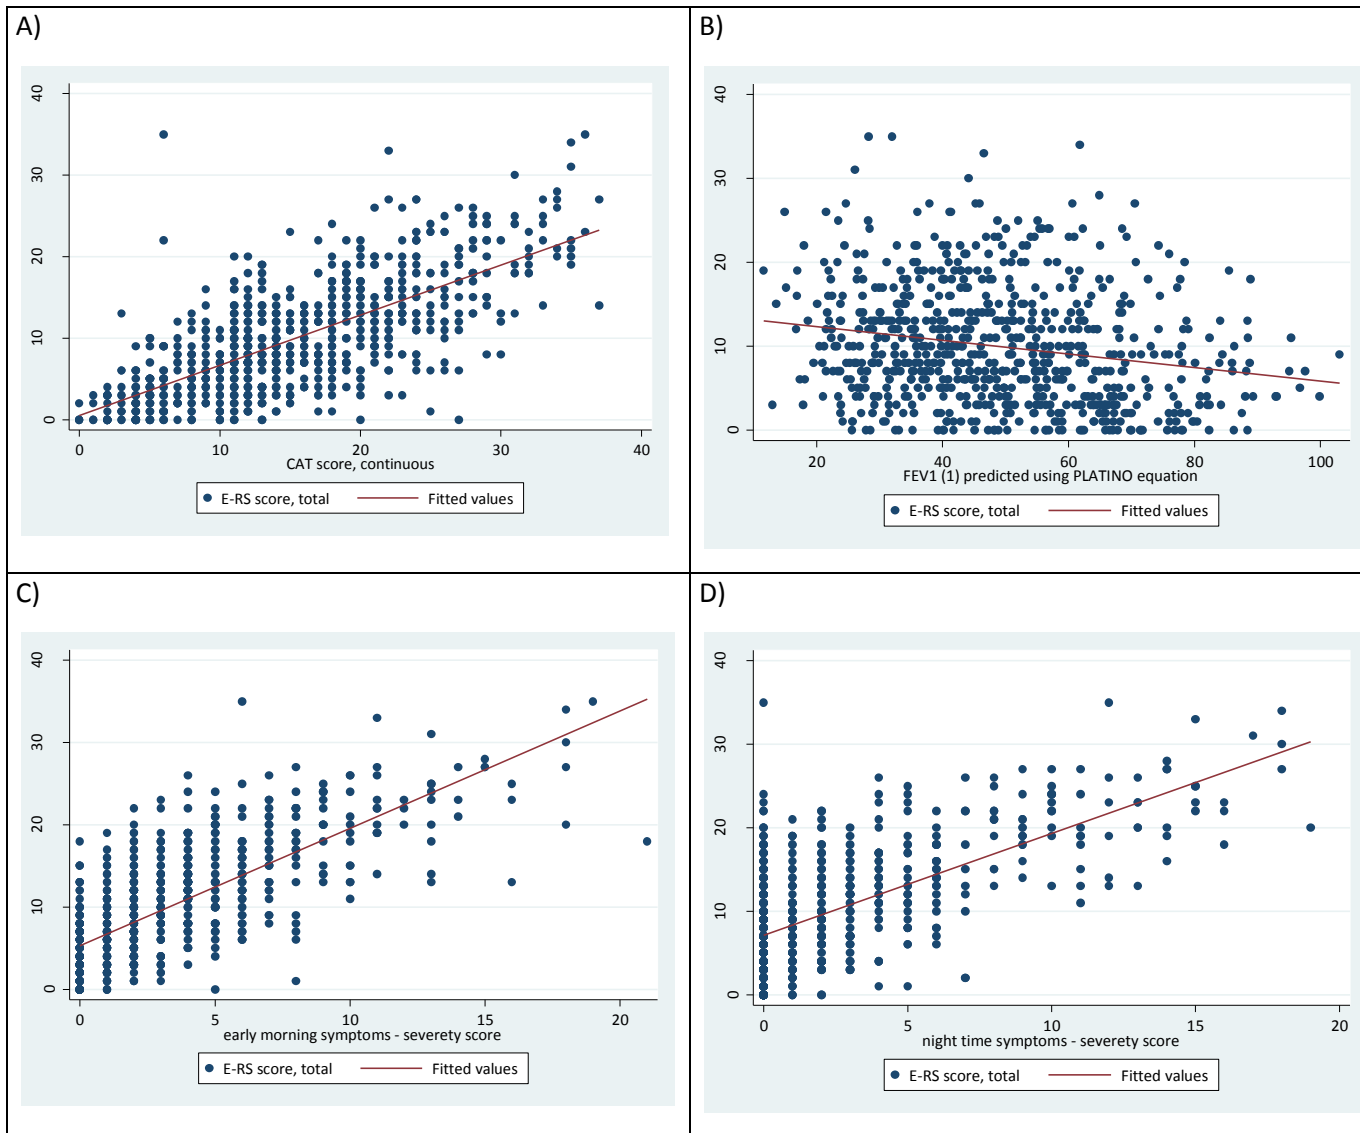 A)
40
30
20
10
0
0 10 20 30 40
CAT score, continuous
E-RS score, total Fitted values
B)
40
30
20
10
0
20 40 60 80 100
FEV1 (1) predicted using PLATINO equation
E-RS score, total Fitted values
C)
40
30
20
10
0
0 5 10 15 20
early morning symptoms - severety score
E-RS score, total Fitted values
D)
40
30
20
10
0
0 5 10 15 20
night time symptoms - severety score
E-RS score, total Fitted values